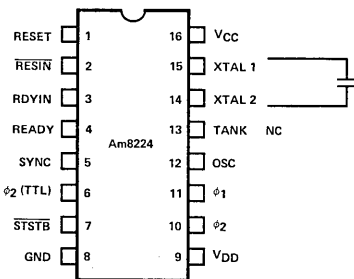 RESET 1 16 VCC
RESIN 2 15 XTAL 1
RDYIN 3 14 XTAL 2
READY 4 13 TANK NC
Am8224
SYNC 5 12 OSC
φ2 (TTL) 6 11 φ1
STSTB 7 10 φ2
GND 8 9 VDD